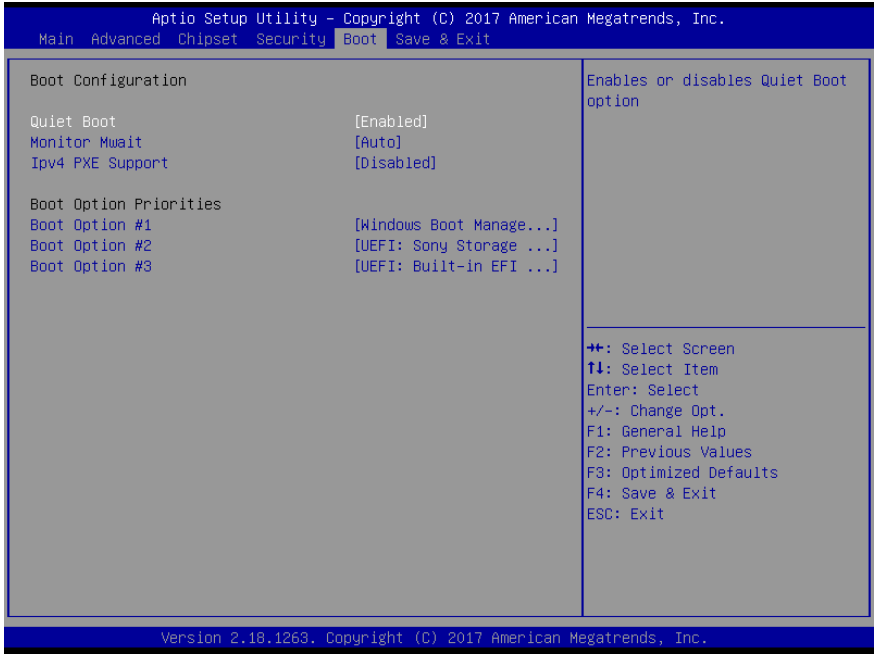 Aptio Setup Utility – Copyright (C) 2017 American Megatrends, Inc.
Main Advanced Chipset Security Boot Save & Exit
Boot Configuration
Quiet Boot [Enabled]
Monitor Mwait [Auto]
Ipv4 PXE Support [Disabled]
Boot Option Priorities
Boot Option #1 [Windows Boot Manage...]
Boot Option #2 [UEFI: Sony Storage ...]
Boot Option #3 [UEFI: Built-in EFI ...]
Enables or disables Quiet Boot
option
→←: Select Screen
↑↓: Select Item
Enter: Select
+/-: Change Opt.
F1: General Help
F2: Previous Values
F3: Optimized Defaults
F4: Save & Exit
ESC: Exit
Version 2.18.1263. Copyright (C) 2017 American Megatrends, Inc.